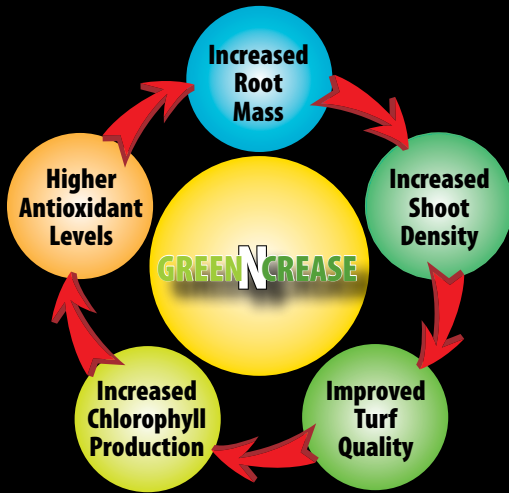 Increased
Root
Mass
Increased
Shoot
Density
Improved
Turf
Quality
Increased
Chlorophyll
Production
Higher
Antioxidant
Levels
GREENNCREASE